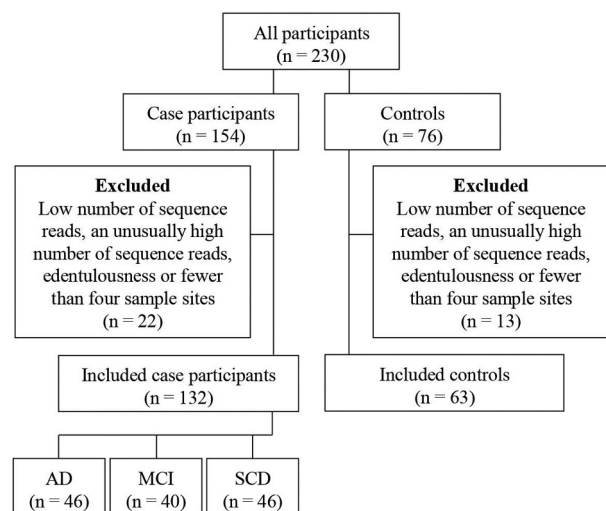 All participants
(n = 230)
Case participants
(n = 154)
Controls
(n = 76)
Excluded
Low number of sequence
reads, an unusually high
number of sequence reads,
edentulousness or fewer
than four sample sites
(n = 22)
Excluded
Low number of sequence
reads, an unusually high
number of sequence reads,
edentulousness or fewer
than four sample sites
(n = 13)
Included case participants
(n = 132)
Included controls
(n = 63)
AD
(n = 46)
MCI
(n = 40)
SCD
(n = 46)